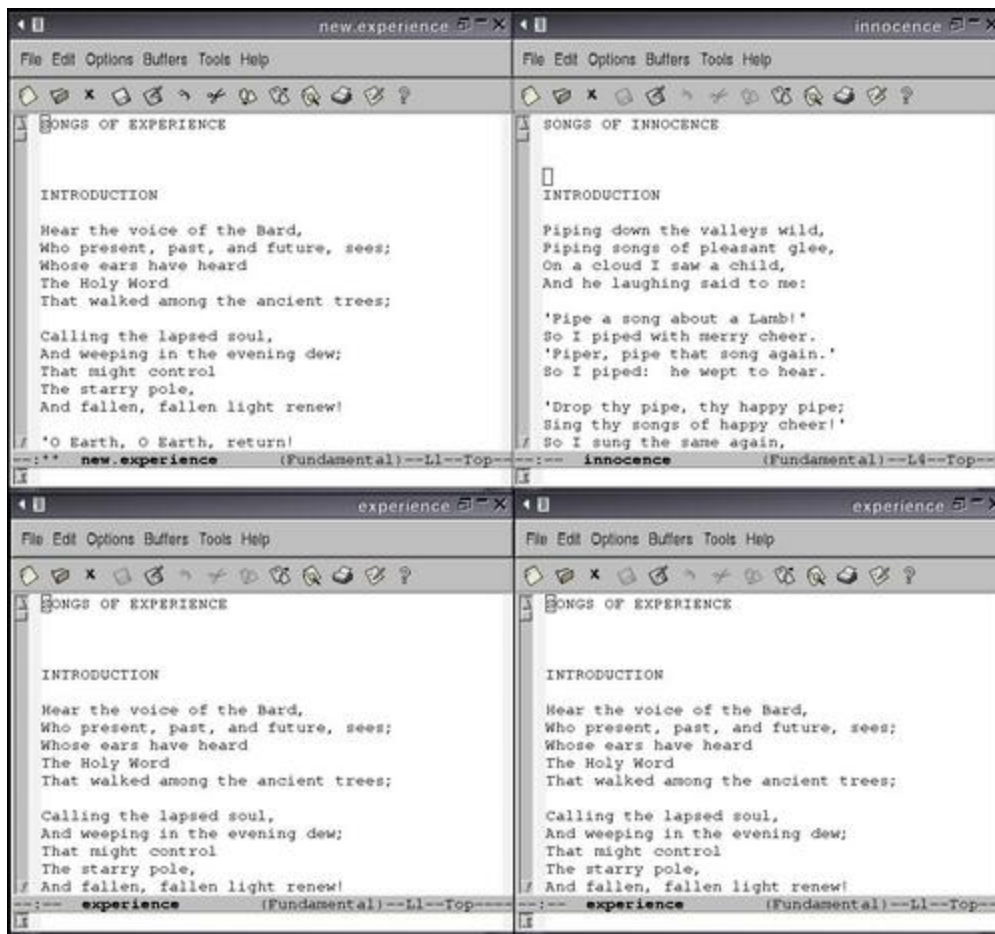 new.experience
File Edit Options Buffers Tools Help
SONGS OF EXPERIENCE
INTRODUCTION
Hear the voice of the Bard,
Who present, past, and future, sees;
Whose ears have heard
The Holy Word
That walked among the ancient trees;
Calling the lapsed soul,
And weeping in the evening dew;
That might control
The starry pole,
And fallen, fallen light renew!
'O Earth, O Earth, return!
--:** new.experience (Fundamental)--L1--Top--
innocence
File Edit Options Buffers Tools Help
SONGS OF INNOCENCE
INTRODUCTION
Piping down the valleys wild,
Piping songs of pleasant glee,
On a cloud I saw a child,
And he laughing said to me:
'Pipe a song about a Lamb!'
So I piped with merry cheer.
'Piper, pipe that song again.'
So I piped: he wept to hear.
'Drop thy pipe, thy happy pipe;
Sing thy songs of happy cheer!'
So I sung the same again,
--:-- innocence (Fundamental)--L4--Top--
experience
File Edit Options Buffers Tools Help
SONGS OF EXPERIENCE
INTRODUCTION
Hear the voice of the Bard,
Who present, past, and future, sees;
Whose ears have heard
The Holy Word
That walked among the ancient trees;
Calling the lapsed soul,
And weeping in the evening dew;
That might control
The starry pole,
And fallen, fallen light renew!
--:-- experience (Fundamental)--L1--Top----
experience
File Edit Options Buffers Tools Help
SONGS OF EXPERIENCE
INTRODUCTION
Hear the voice of the Bard,
Who present, past, and future, sees;
Whose ears have heard
The Holy Word
That walked among the ancient trees;
Calling the lapsed soul,
And weeping in the evening dew;
That might control
The starry pole,
And fallen, fallen light renew!
--:-- experience (Fundamental)--L1--Top--